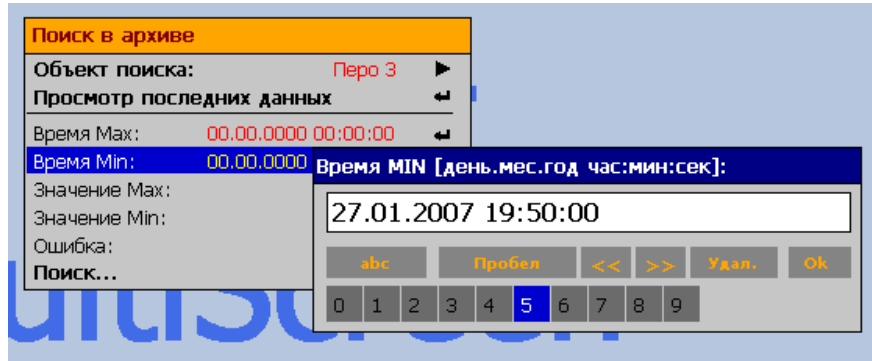 Поиск в архиве
Объект поиска: Перо 3
Просмотр последних данных
Время Max: 00.00.0000 00:00:00
Время Min: 00.00.0000
Значение Max:
Значение Min:
Ошибка:
Поиск...
Время MIN [день.мес.год час:мин:сек]:
27.01.2007 19:50:00
abc Пробел << >> Удал. Ok
0 1 2 3 4 5 6 7 8 9